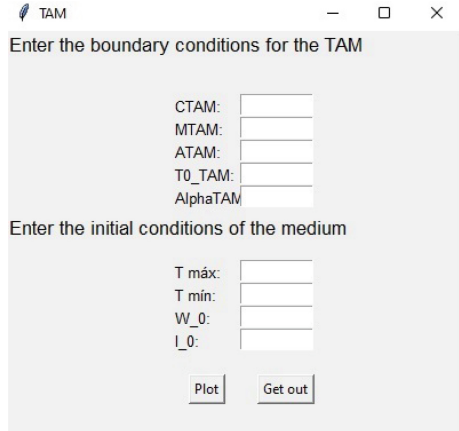 TAM
Enter the boundary conditions for the TAM
CTAM:
MTAM:
ATAM:
T0_TAM:
AlphaTAM
Enter the initial conditions of the medium
T máx:
T mín:
W_0:
I_0:
Plot Get out